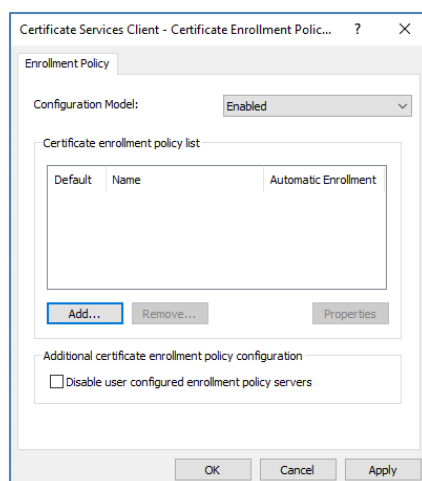 Certificate Services Client - Certificate Enrollment Polic... ? X
Enrollment Policy
Configuration Model: Enabled
Certificate enrollment policy list
Default Name Automatic Enrollment
Add... Remove... Properties
Additional certificate enrollment policy configuration
Disable user configured enrollment policy servers
OK Cancel Apply